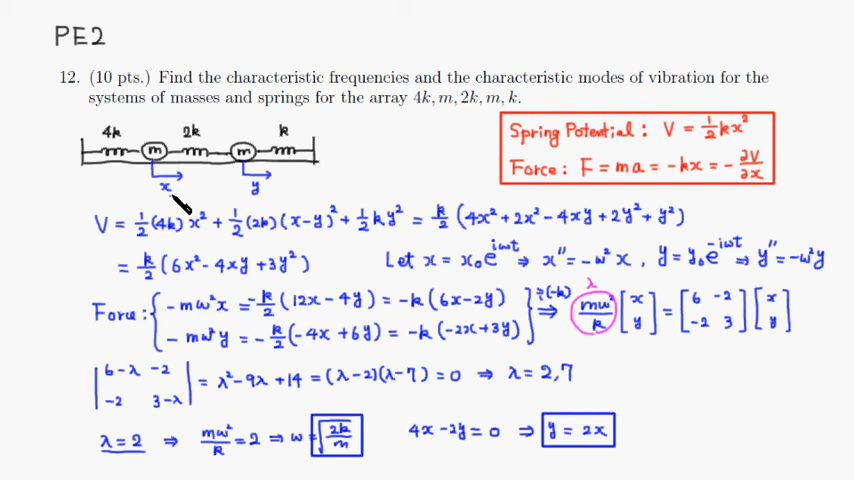 PE2
12. (10 pts.) Find the characteristic frequencies and the characteristic modes of vibration for the
systems of masses and springs for the array 4k, m, 2k, m, k.
4k 2k k
m m
x y
Spring Potential: V = ½kx²
Force: F = ma = -kx = -∂V/∂x
V = ½(4k)x² + ½(2k)(x-y)² + ½ky² = k/2 (4x² + 2x² - 4xy + 2y² + y²)
= k/2 (6x² - 4xy + 3y²) Let x = x₀e^{iωt} ⇒ x'' = -ω²x, y = y₀e^{-iωt} ⇒ y'' = -ω²y
Force: { -mω²x = -k/2 (12x - 4y) = -k(6x-2y) } ÷(-k) ⇒ λ mω²/k [x y] = [6 -2 -2 3] [x y]
-mω²y = -k/2 (-4x + 6y) = -k(-2x+3y)
|6-λ -2|
|-2 3-λ| = λ² - 9λ + 14 = (λ-2)(λ-7) = 0 ⇒ λ = 2, 7
λ = 2 ⇒ mω²/k = 2 ⇒ ω = √(2k/m) 4x - 2y = 0 ⇒ y = 2x